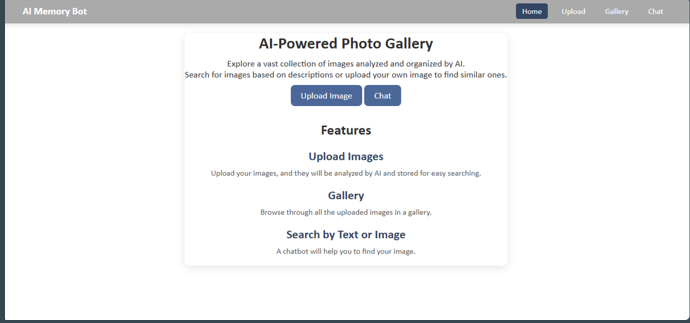 AI Memory Bot
Home
Upload
Gallery
Chat
AI-Powered Photo Gallery
Explore a vast collection of images analyzed and organized by AI.
Search for images based on descriptions or upload your own image to find similar ones.
Upload Image
Chat
Features
Upload Images
Upload your images, and they will be analyzed by AI and stored for easy searching.
Gallery
Browse through all the uploaded images in a gallery.
Search by Text or Image
A chatbot will help you to find your image.